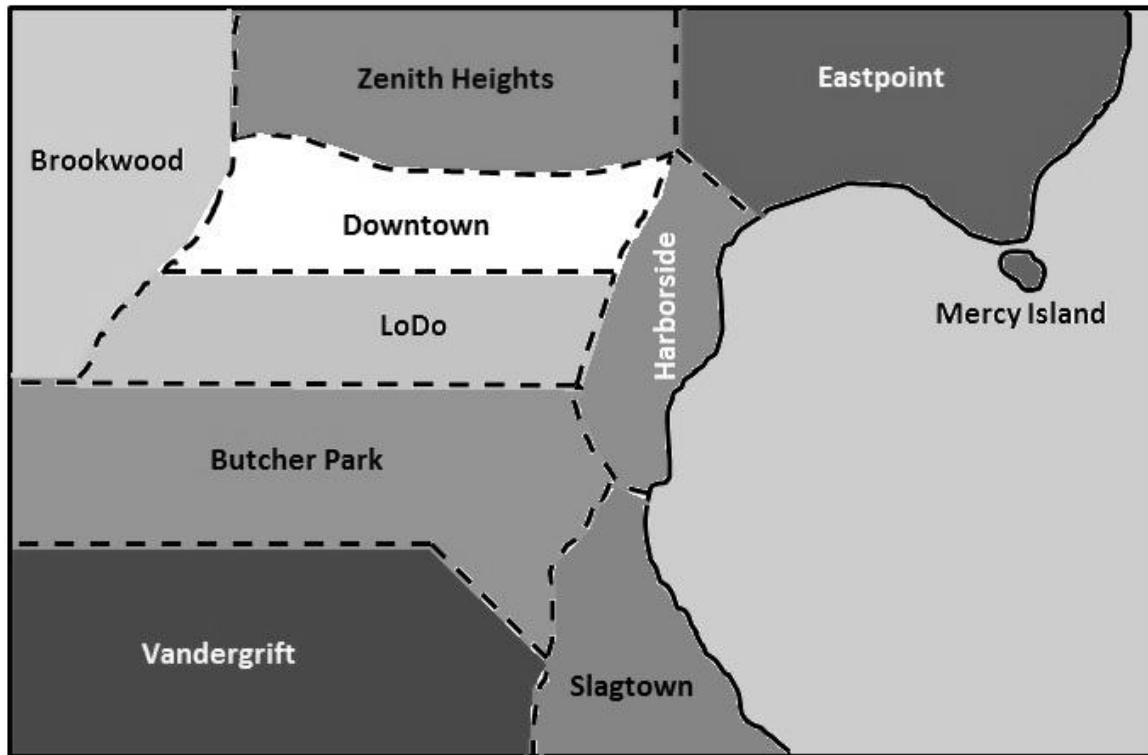 Zenith Heights
Eastpoint
Brookwood
Downtown
Harborside
Mercy Island
LoDo
Butcher Park
Vandergrift
Slagtown